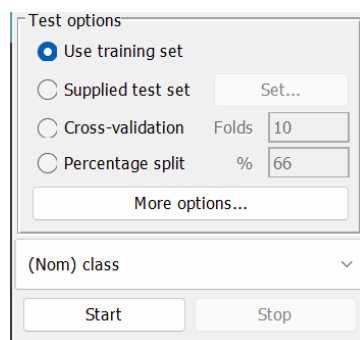 Test options
Use training set
Supplied test set Set...
Cross-validation Folds 10
Percentage split % 66
More options...
(Nom) class
Start Stop